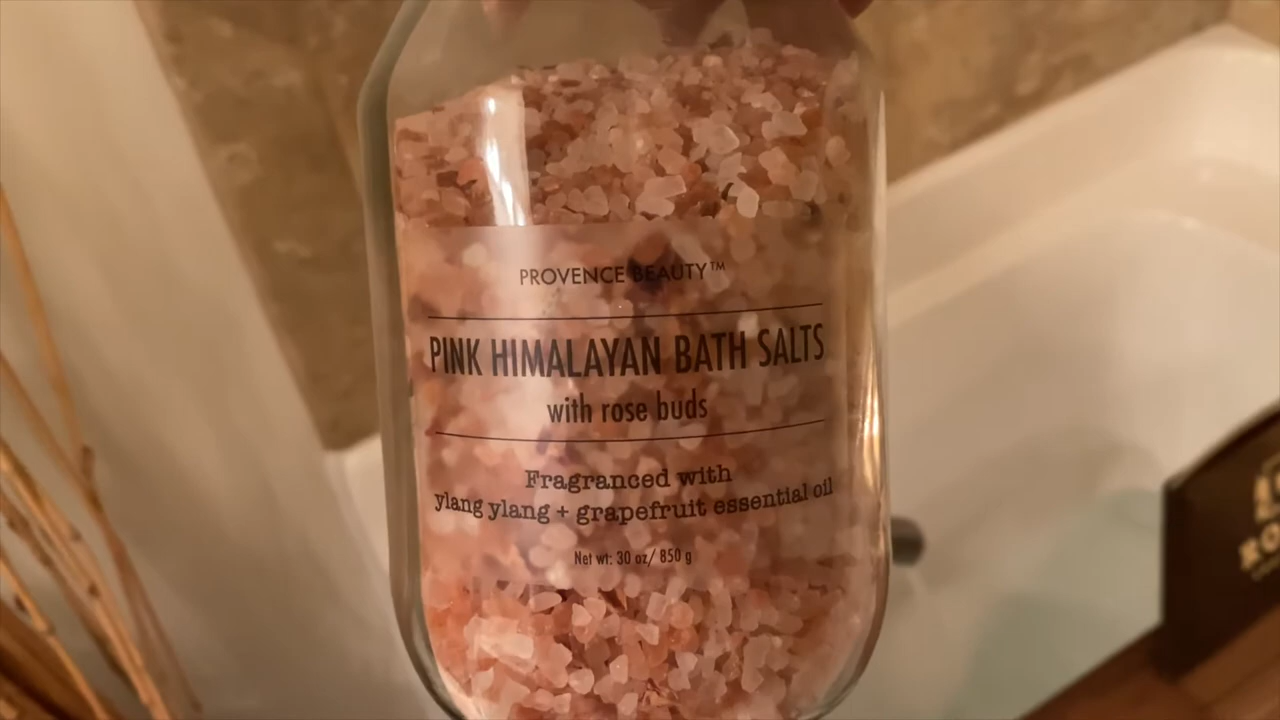 PROVENCE BEAUTY™
PINK HIMALAYAN BATH SALTS
with rose buds
Fragranced with
ylang ylang + grapefruit essential oil
Net wt: 30 oz/ 850 g